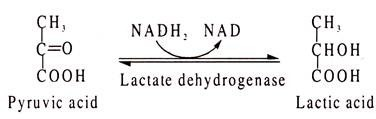 CH₃
C=O
COOH
Pyruvic acid
NADH₂ NAD
Lactate dehydrogenase
CH₃
CHOH
COOH
Lactic acid